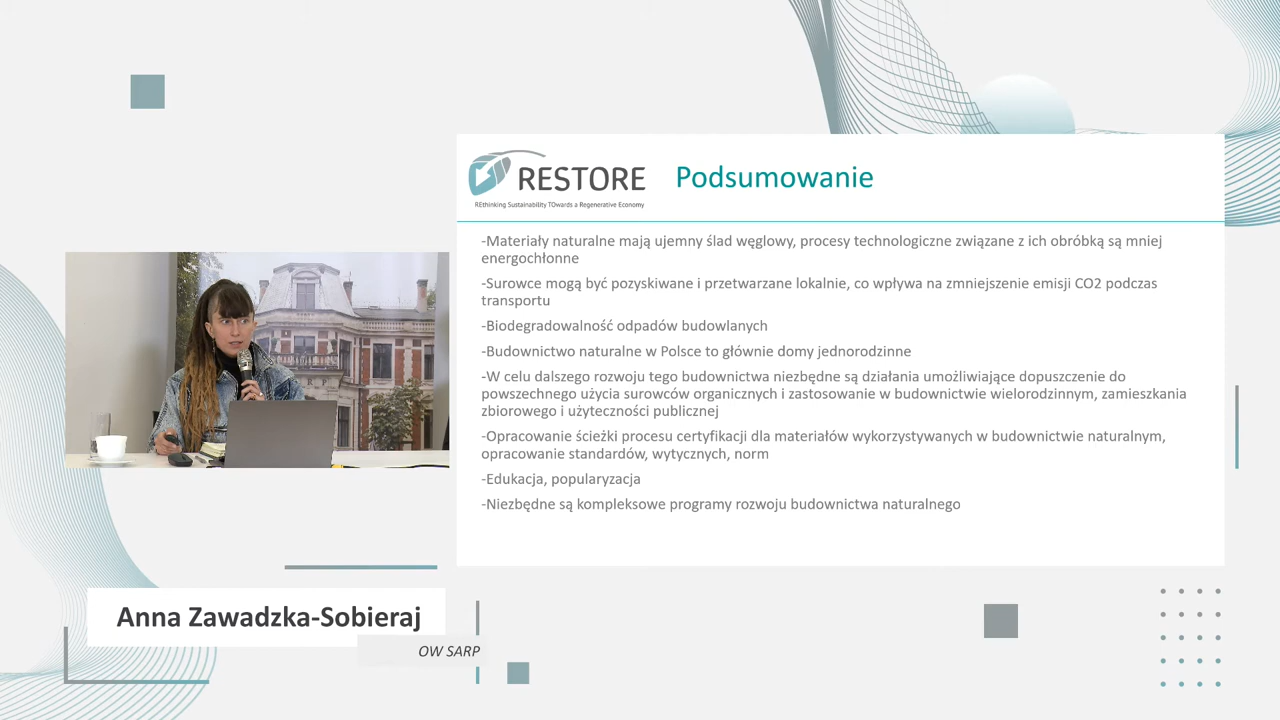 RESTORE
REthinking Sustainability TOwards a Regenerative Economy
Podsumowanie
-Materiały naturalne mają ujemny ślad węglowy, procesy technologiczne związane z ich obróbką są mniej
energochłonne
-Surowce mogą być pozyskiwane i przetwarzane lokalnie, co wpływa na zmniejszenie emisji CO2 podczas
transportu
-Biodegradowalność odpadów budowlanych
-Budownictwo naturalne w Polsce to głównie domy jednorodzinne
-W celu dalszego rozwoju tego budownictwa niezbędne są działania umożliwiające dopuszczenie do
powszechnego użycia surowców organicznych i zastosowanie w budownictwie wielorodzinnym, zamieszkania
zbiorowego i użyteczności publicznej
-Opracowanie ścieżki procesu certyfikacji dla materiałów wykorzystywanych w budownictwie naturalnym,
opracowanie standardów, wytycznych, norm
-Edukacja, popularyzacja
-Niezbędne są kompleksowe programy rozwoju budownictwa naturalnego
Anna Zawadzka-Sobieraj
OW SARP